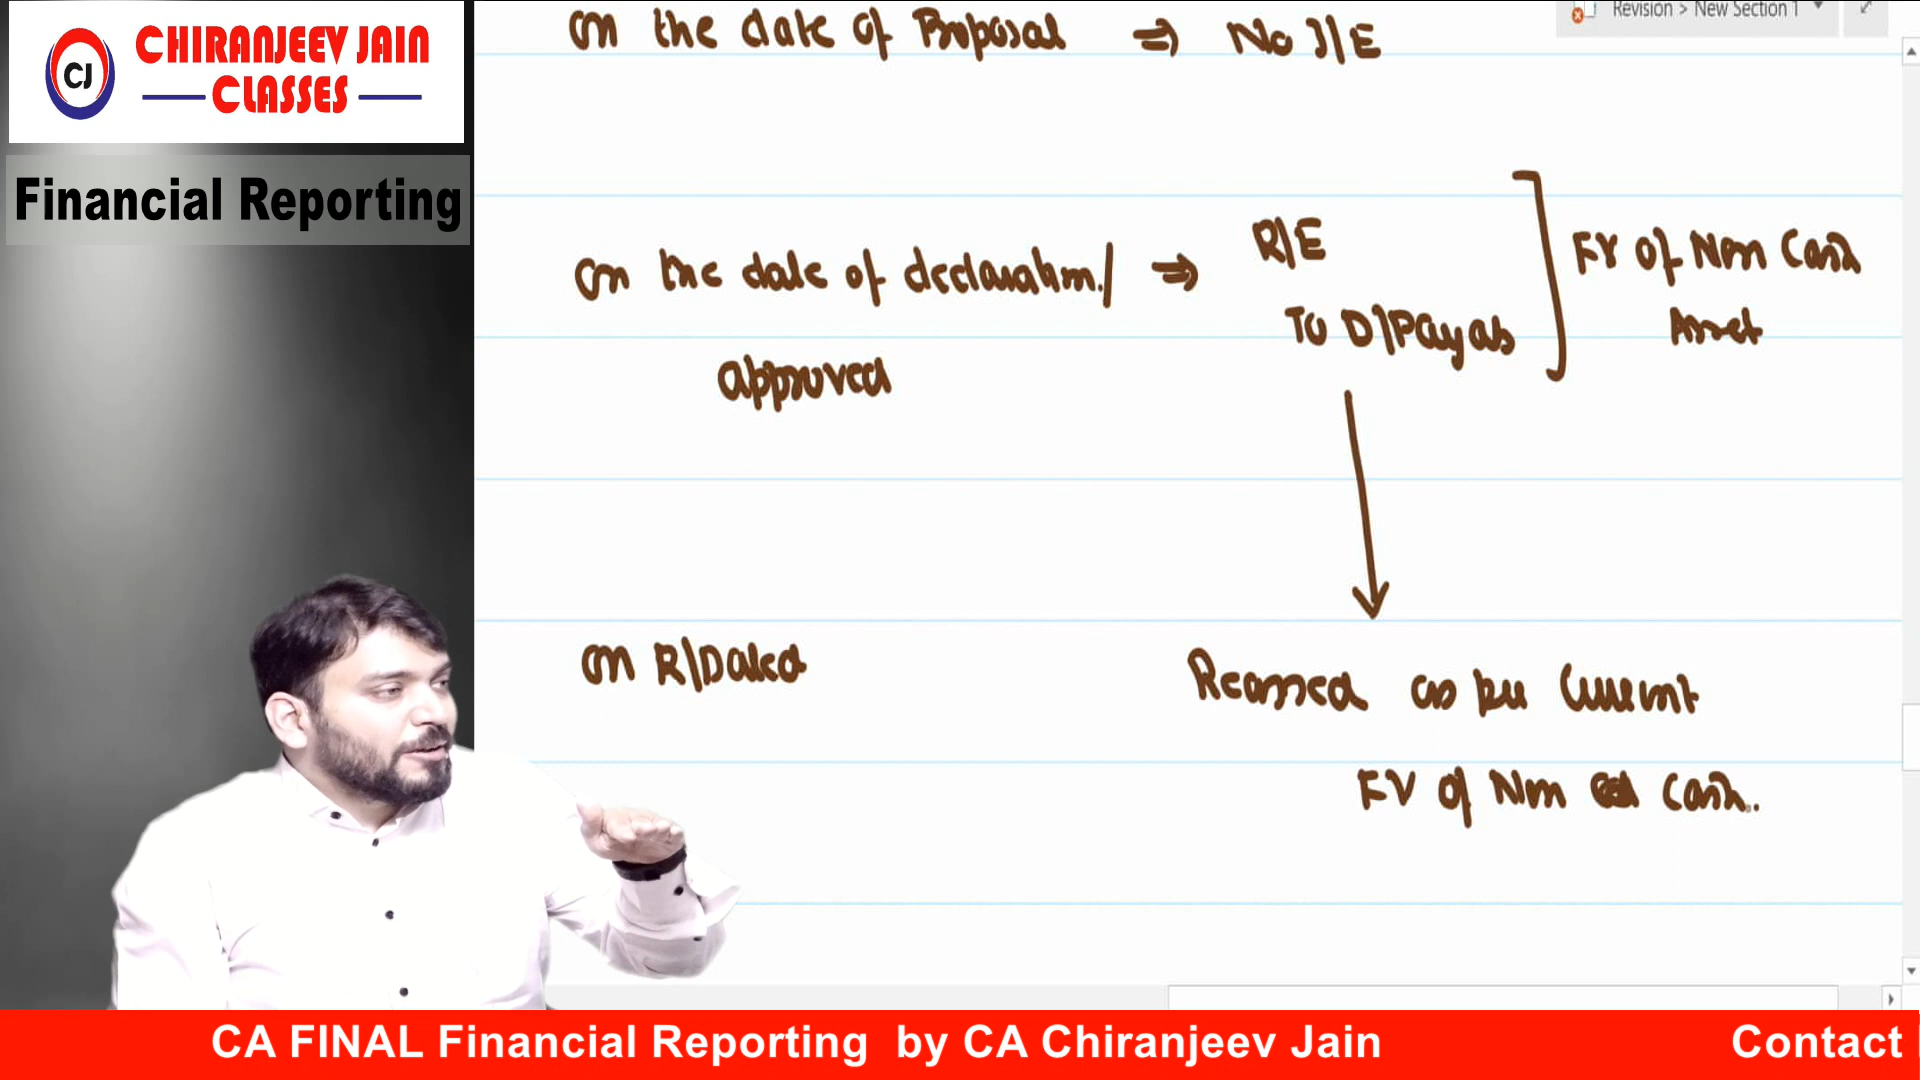 CHIRANJEEV JAIN
CLASSES
CJ
Financial Reporting
Revision > New Section 1
on the date of Proposal ⇒ No J/E
on the date of declaration/ ⇒ R/E
approved
To D/Payab
FV of Non Cash
Asset
on R/Dated
Reassed as per Current
FV of Non Cash.
CA FINAL Financial Reporting by CA Chiranjeev Jain
Contact